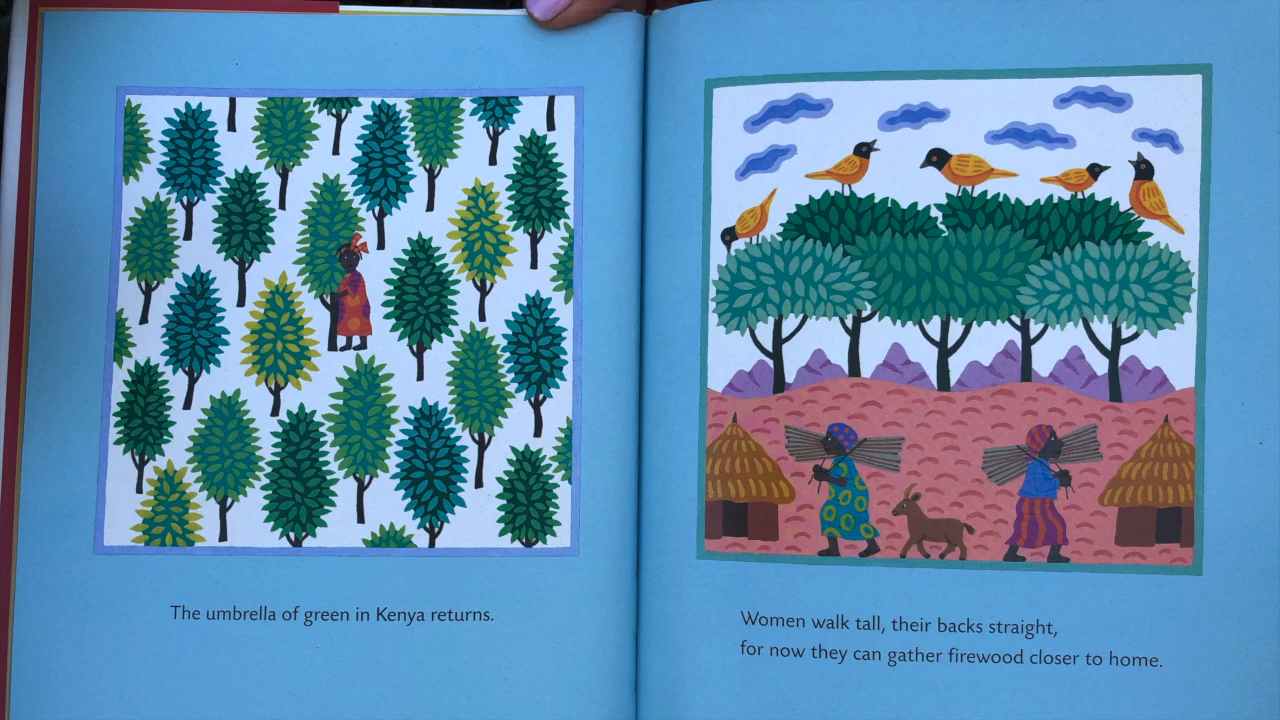 The umbrella of green in Kenya returns.
Women walk tall, their backs straight,
for now they can gather firewood closer to home.